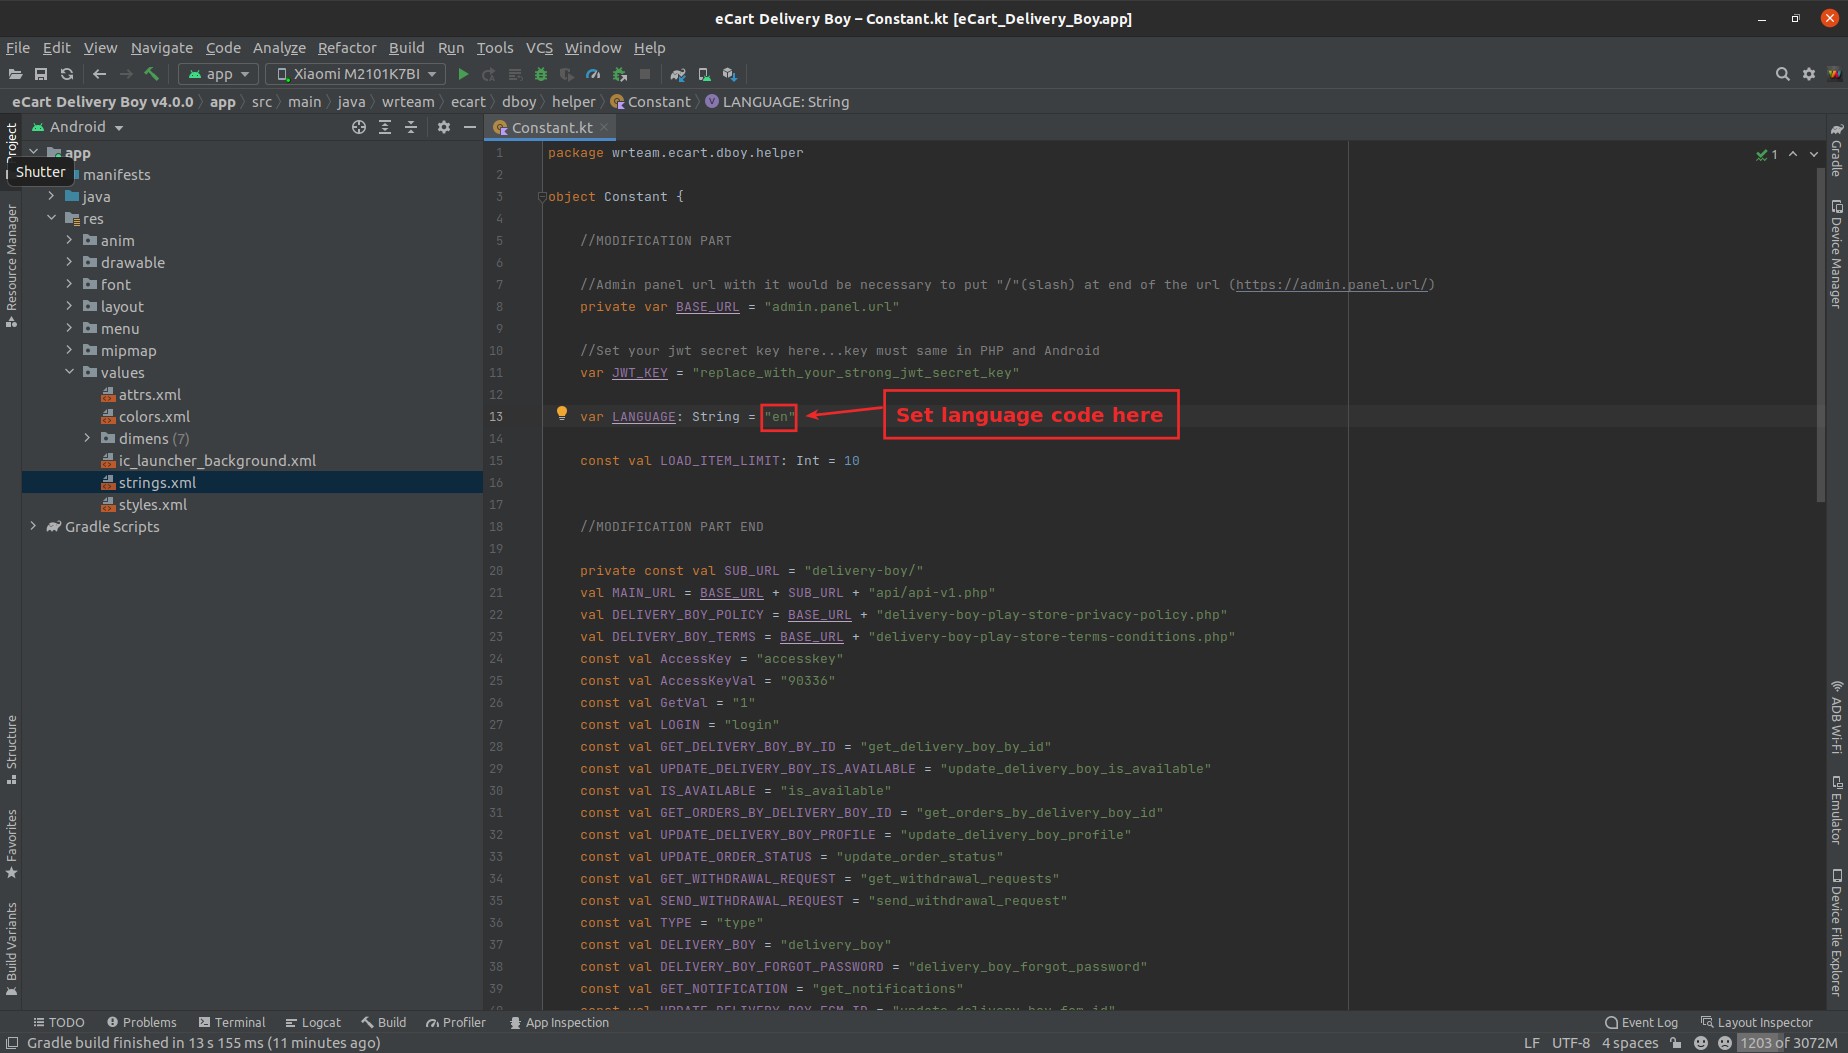 eCart Delivery Boy – Constant.kt [eCart_Delivery_Boy.app]
File Edit View Navigate Code Analyze Refactor Build Run Tools VCS Window Help
app Xiaomi M2101K7BI
eCart Delivery Boy v4.0.0 app src main java wrteam ecart dboy helper Constant LANGUAGE: String
Android
Constant.kt
Project
Resource Manager
Structure
Favorites
Build Variants
app
Shutter
manifests
java
res
anim
drawable
font
layout
menu
mipmap
values
attrs.xml
colors.xml
dimens (7)
ic_launcher_background.xml
strings.xml
styles.xml
Gradle Scripts
1 package wrteam.ecart.dboy.helper
2
3 object Constant {
4
5 //MODIFICATION PART
6
7 //Admin panel url with it would be necessary to put "/"(slash) at end of the url (https://admin.panel.url/)
8 private var BASE_URL = "admin.panel.url"
9
10 //Set your jwt secret key here...key must same in PHP and Android
11 var JWT_KEY = "replace_with_your_strong_jwt_secret_key"
12
13 var LANGUAGE: String = "en"
Set language code here
14
15 const val LOAD_ITEM_LIMIT: Int = 10
16
17
18 //MODIFICATION PART END
19
20 private const val SUB_URL = "delivery-boy/"
21 val MAIN_URL = BASE_URL + SUB_URL + "api/api-v1.php"
22 val DELIVERY_BOY_POLICY = BASE_URL + "delivery-boy-play-store-privacy-policy.php"
23 val DELIVERY_BOY_TERMS = BASE_URL + "delivery-boy-play-store-terms-conditions.php"
24 const val AccessKey = "accesskey"
25 const val AccessKeyVal = "90336"
26 const val GetVal = "1"
27 const val LOGIN = "login"
28 const val GET_DELIVERY_BOY_BY_ID = "get_delivery_boy_by_id"
29 const val UPDATE_DELIVERY_BOY_IS_AVAILABLE = "update_delivery_boy_is_available"
30 const val IS_AVAILABLE = "is_available"
31 const val GET_ORDERS_BY_DELIVERY_BOY_ID = "get_orders_by_delivery_boy_id"
32 const val UPDATE_DELIVERY_BOY_PROFILE = "update_delivery_boy_profile"
33 const val UPDATE_ORDER_STATUS = "update_order_status"
34 const val GET_WITHDRAWAL_REQUEST = "get_withdrawal_requests"
35 const val SEND_WITHDRAWAL_REQUEST = "send_withdrawal_request"
36 const val TYPE = "type"
37 const val DELIVERY_BOY = "delivery_boy"
38 const val DELIVERY_BOY_FORGOT_PASSWORD = "delivery_boy_forgot_password"
39 const val GET_NOTIFICATION = "get_notifications"
1
Gradle
Device Manager
ADB Wi-Fi
Emulator
Device File Explorer
TODO Problems Terminal Logcat Build Profiler App Inspection Event Log Layout Inspector
Gradle build finished in 13 s 155 ms (11 minutes ago) LF UTF-8 4 spaces 1203 of 3072M